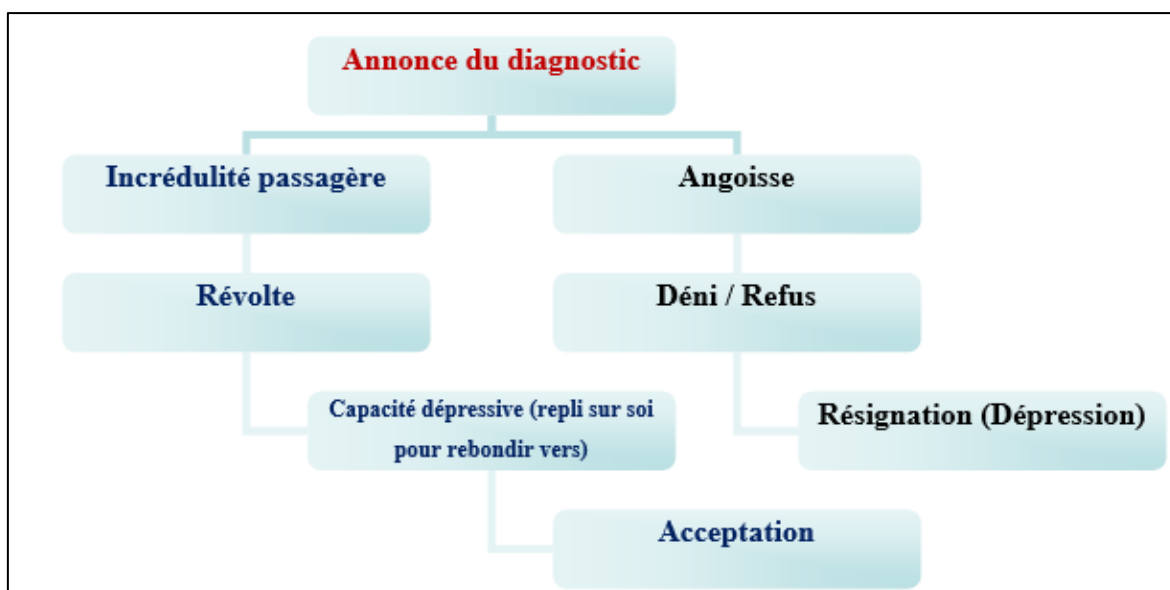 Annonce du diagnostic
Incrédulité passagère
Angoisse
Révolte
Déni / Refus
Capacité dépressive (repli sur soi
pour rebondir vers)
Résignation (Dépression)
Acceptation